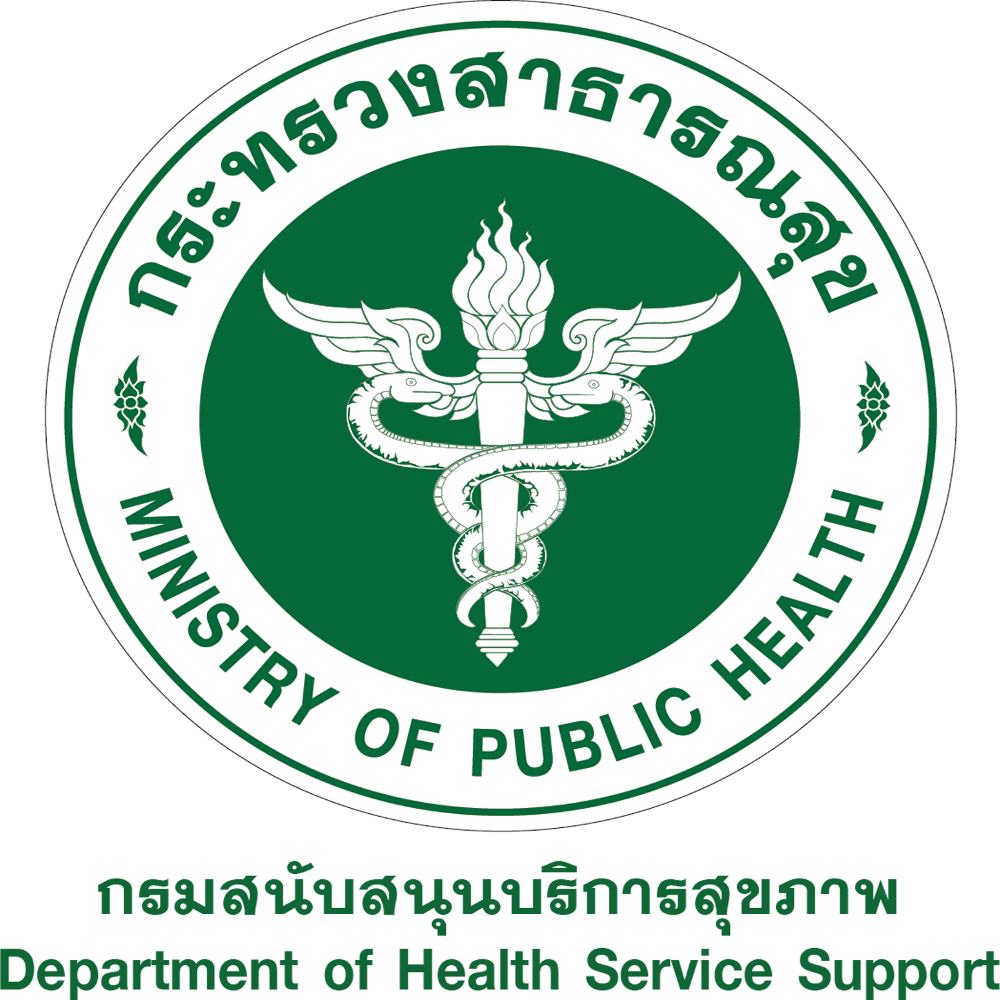 กระทรวงสาธารณสุข
MINISTRY OF PUBLIC HEALTH
กรมสนับสนุนบริการสุขภาพ
Department of Health Service Support